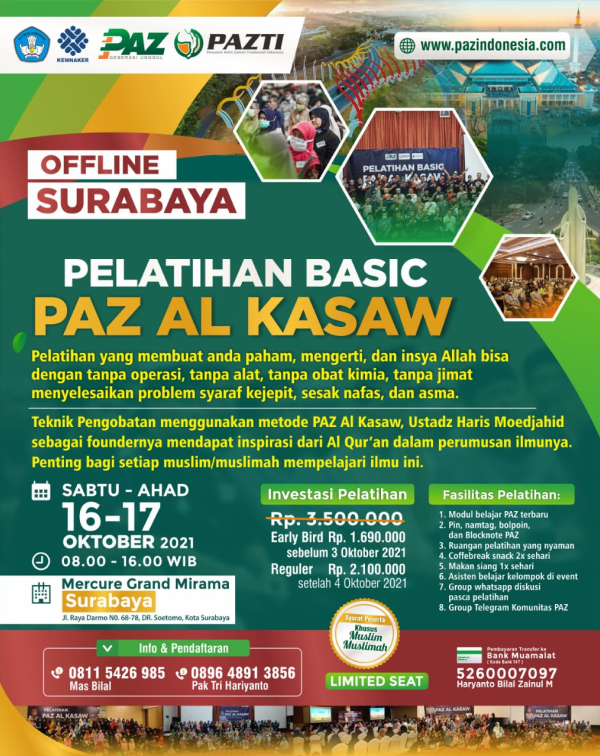 KEMNAKER
PAZ
GENERASI UNGGUL
PAZTI
www.pazindonesia.com
PELATIHAN BASIC
PAZ AL KASAW
OFFLINE
SURABAYA
PELATIHAN BASIC
PAZ AL KASAW
Pelatihan yang membuat anda paham, mengerti, dan insya Allah bisa
dengan tanpa operasi, tanpa alat, tanpa obat kimia, tanpa jimat
menyelesaikan problem syaraf kejepit, sesak nafas, dan asma.
Teknik Pengobatan menggunakan metode PAZ Al Kasaw, Ustadz Haris Moedjahid
sebagai foundernya mendapat inspirasi dari Al Qur'an dalam perumusan ilmunya.
Penting bagi setiap muslim/muslimah mempelajari ilmu ini.
SABTU - AHAD
16-17
OKTOBER 2021
08.00 - 16.00 WIB
Mercure Grand Mirama
Surabaya
Jl. Raya Darmo N0. 68-78, DR. Soetomo, Kota Surabaya
Investasi Pelatihan
Rp. 3.500.000
Early Bird Rp. 1.690.000
sebelum 3 Oktober 2021
Reguler Rp. 2.100.000
setelah 4 Oktober 2021
Fasilitas Pelatihan:
1. Modul belajar PAZ terbaru
2. Pin, namtag, bolpoin,
dan Blocknote PAZ
3. Ruangan pelatihan yang nyaman
4. Coffebreak snack 2x sehari
5. Makan siang 1x sehari
6. Asisten belajar kelompok di event
7. Group whatsapp diskusi
pasca pelatihan
8. Group Telegram Komunitas PAZ
Info & Pendaftaran
0811 5426 985
Mas Bilal
0896 4891 3856
Pak Tri Hariyanto
Syarat Peserta
Khusus
Muslim
Muslimah
LIMITED SEAT
Pembayaran Transfer ke
Bank Muamalat
( Kode Bank 147 )
5260007097
Haryanto Bilal Zainul M